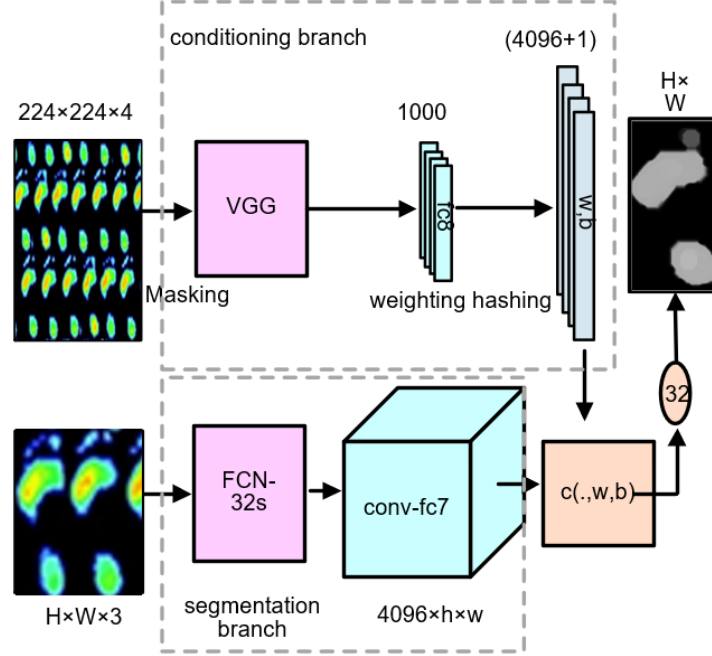 conditioning branch
(4096+1)
224×224×4
1000
H×
W
VGG
fc8
w,b
Masking
weighting hashing
32
FCN-
32s
conv-fc7
c(.,w,b)
H×W×3
segmentation
branch
4096×h×w